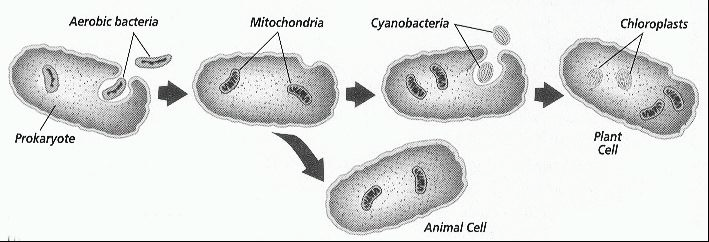 Aerobic bacteria
Mitochondria
Cyanobacteria
Chloroplasts
Prokaryote
Plant
Cell
Animal Cell